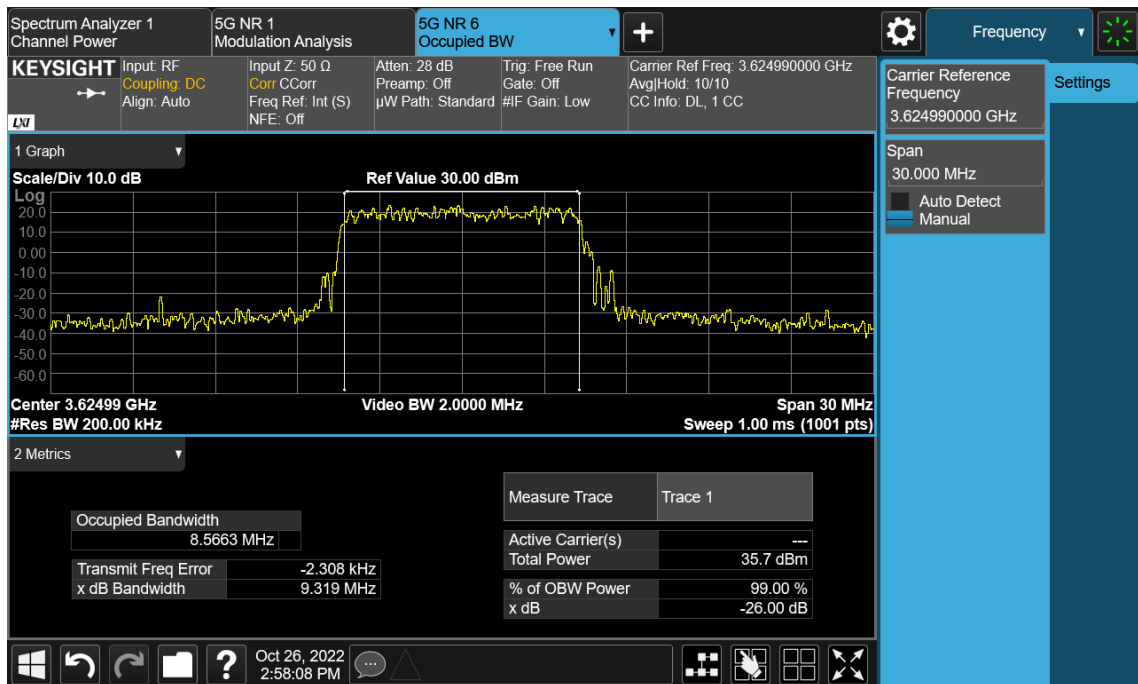 Spectrum Analyzer 1
Channel Power
5G NR 1
Modulation Analysis
5G NR 6
Occupied BW
Frequency
KEYSIGHT
LXI
Input: RF
Coupling: DC
Align: Auto
Input Z: 50 Ω
Corr CCorr
Freq Ref: Int (S)
NFE: Off
Atten: 28 dB
Preamp: Off
µW Path: Standard
Trig: Free Run
Gate: Off
#IF Gain: Low
Carrier Ref Freq: 3.624990000 GHz
Avg|Hold: 10/10
CC Info: DL, 1 CC
Carrier Reference
Frequency
3.624990000 GHz
Settings
Span
30.000 MHz
Auto Detect
Manual
1 Graph
Scale/Div 10.0 dB
Ref Value 30.00 dBm
Log
20.0
10.0
0.00
-10.0
-20.0
-30.0
-40.0
-50.0
-60.0
Center 3.62499 GHz
Video BW 2.0000 MHz
Span 30 MHz
#Res BW 200.00 kHz
Sweep 1.00 ms (1001 pts)
2 Metrics
Occupied Bandwidth
8.5663 MHz
Transmit Freq Error -2.308 kHz
x dB Bandwidth 9.319 MHz
Measure Trace Trace 1
Active Carrier(s) ---
Total Power 35.7 dBm
% of OBW Power 99.00 %
x dB -26.00 dB
?
Oct 26, 2022
2:58:08 PM